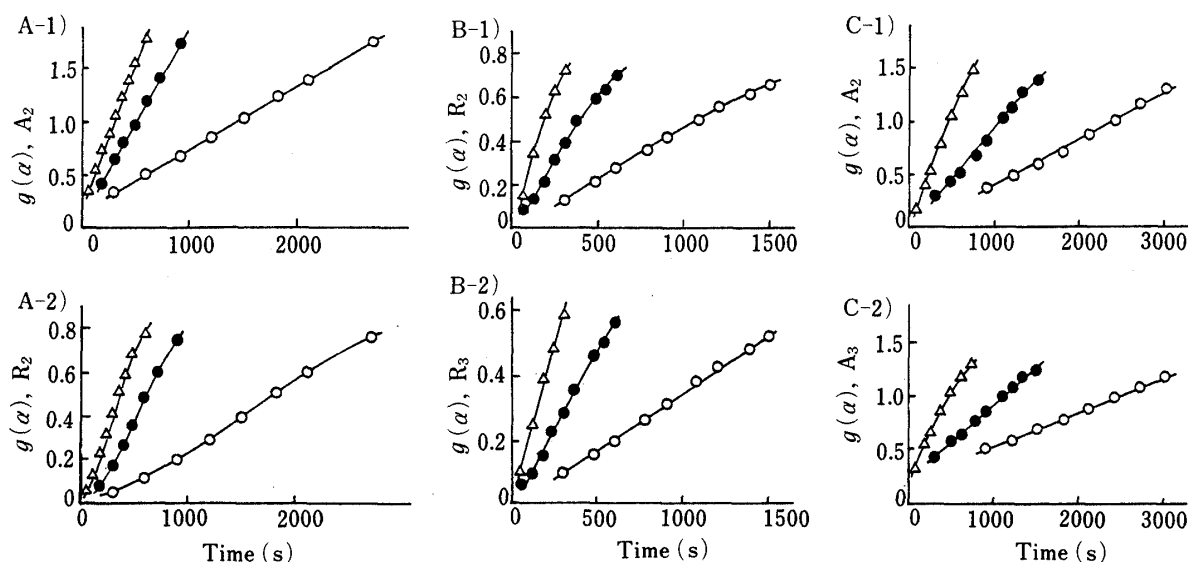 A-1)
g(α), A₂
1.5
1.0
0.5
0
0 1000 2000
B-1)
g(α), R₂
0.8
0.6
0.4
0.2
0
0 500 1000 1500
C-1)
g(α), A₂
1.5
1.0
0.5
0
0 1000 2000 3000
A-2)
g(α), R₂
0.8
0.6
0.4
0.2
0
0 1000 2000
Time (s)
B-2)
g(α), R₃
0.6
0.4
0.2
0
0 500 1000 1500
Time (s)
C-2)
g(α), A₃
1.5
1.0
0.5
0
0 1000 2000 3000
Time (s)